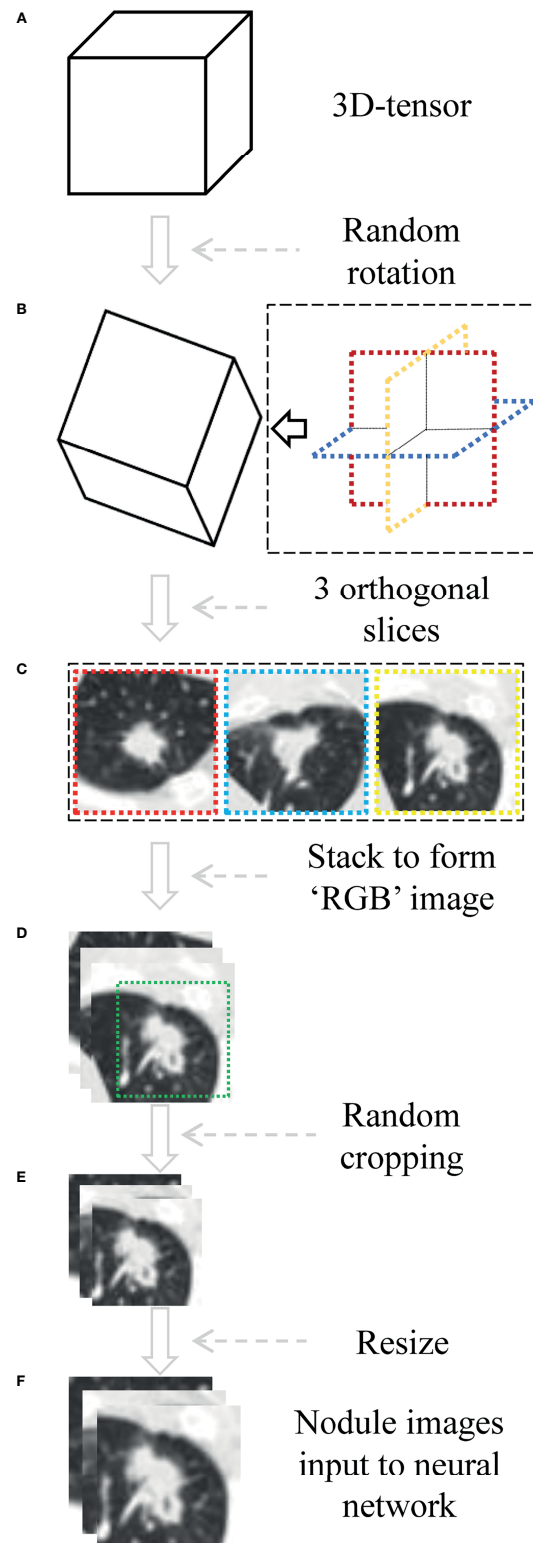 A
3D-tensor
Random
rotation
B
3 orthogonal
slices
C
Stack to form
‘RGB’ image
D
Random
cropping
E
Resize
F
Nodule images
input to neural
network